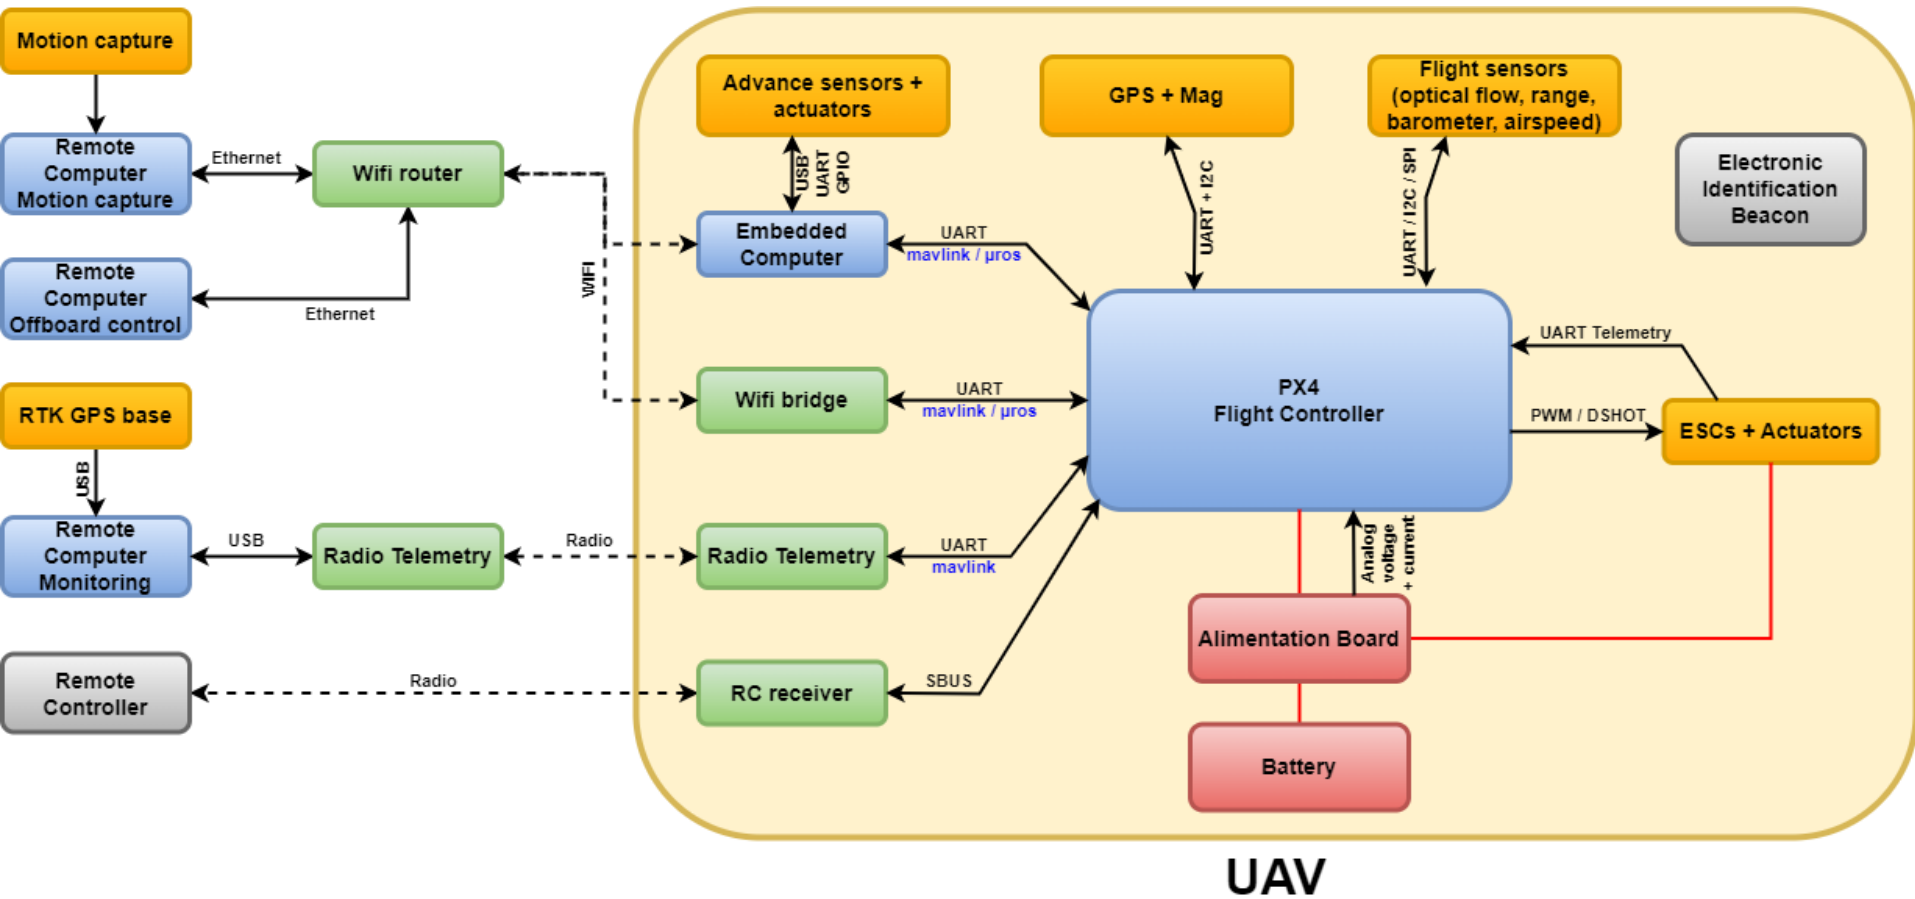 Motion capture
Remote
Computer
Motion capture
Ethernet
Wifi router
Remote
Computer
Offboard control
Ethernet
RTK GPS base
USB
Remote
Computer
Monitoring
USB
Radio Telemetry
Radio
Remote
Controller
Radio
WIFI
Advance sensors +
actuators
USB
UART
GPIO
Embedded
Computer
UART
mavlink / µros
Wifi bridge
UART
mavlink / µros
Radio Telemetry
UART
mavlink
RC receiver
SBUS
GPS + Mag
UART + I2C
Flight sensors
(optical flow, range,
barometer, airspeed)
UART / I2C / SPI
Electronic
Identification
Beacon
PX4
Flight Controller
UART Telemetry
PWM / DSHOT
ESCs + Actuators
Analog
voltage
+ current
Alimentation Board
Battery
UAV